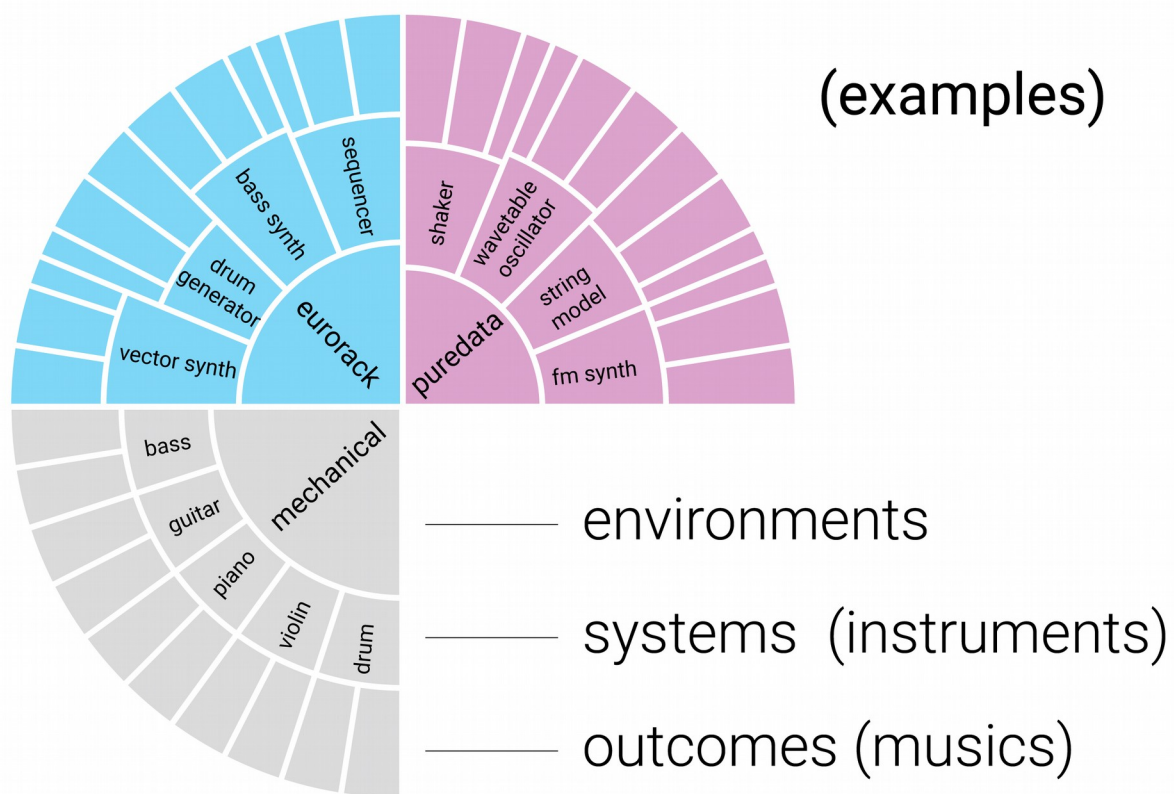 (examples)
sequencer
bass synth
drum
generator
vector synth
eurorack
shaker
wavetable
oscillator
string
model
fm synth
puredata
bass
guitar
piano
violin
drum
mechanical
environments
systems (instruments)
outcomes (musics)